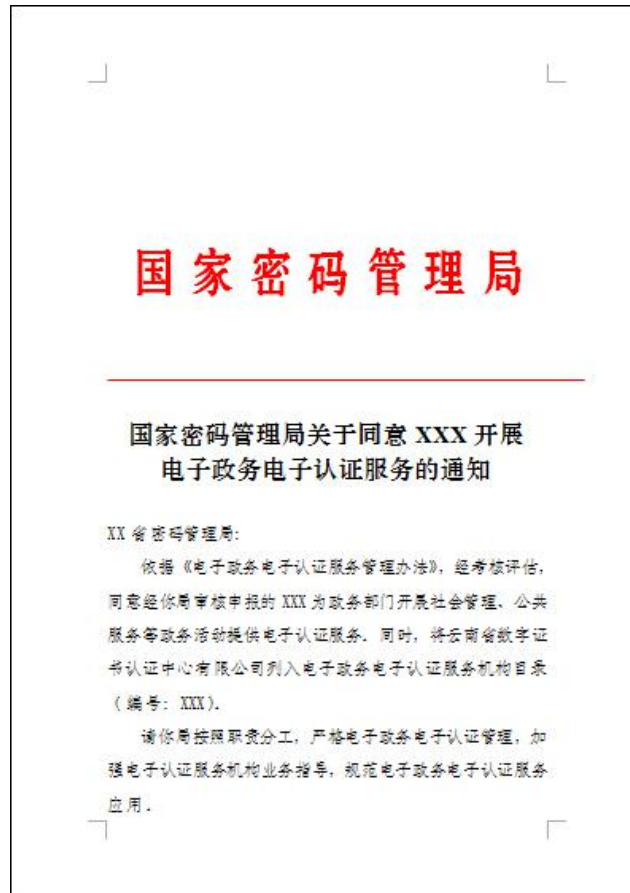 国家密码管理局
国家密码管理局关于同意 XXX 开展
电子政务电子认证服务的通知
XX 省密码管理局:
依据《电子政务电子认证服务管理办法》，经考核评估，
同意经你局审核申报的 XXX 为政务部门开展社会管理、公共
服务等政务活动提供电子认证服务。同时，将云南省数字证
书认证中心有限公司列入电子政务电子认证服务机构目录
（编号：XXX）。
请你局按照职责分工，严格电子政务电子认证管理，加
强电子认证服务机构业务指导，规范电子政务电子认证服务
应用．